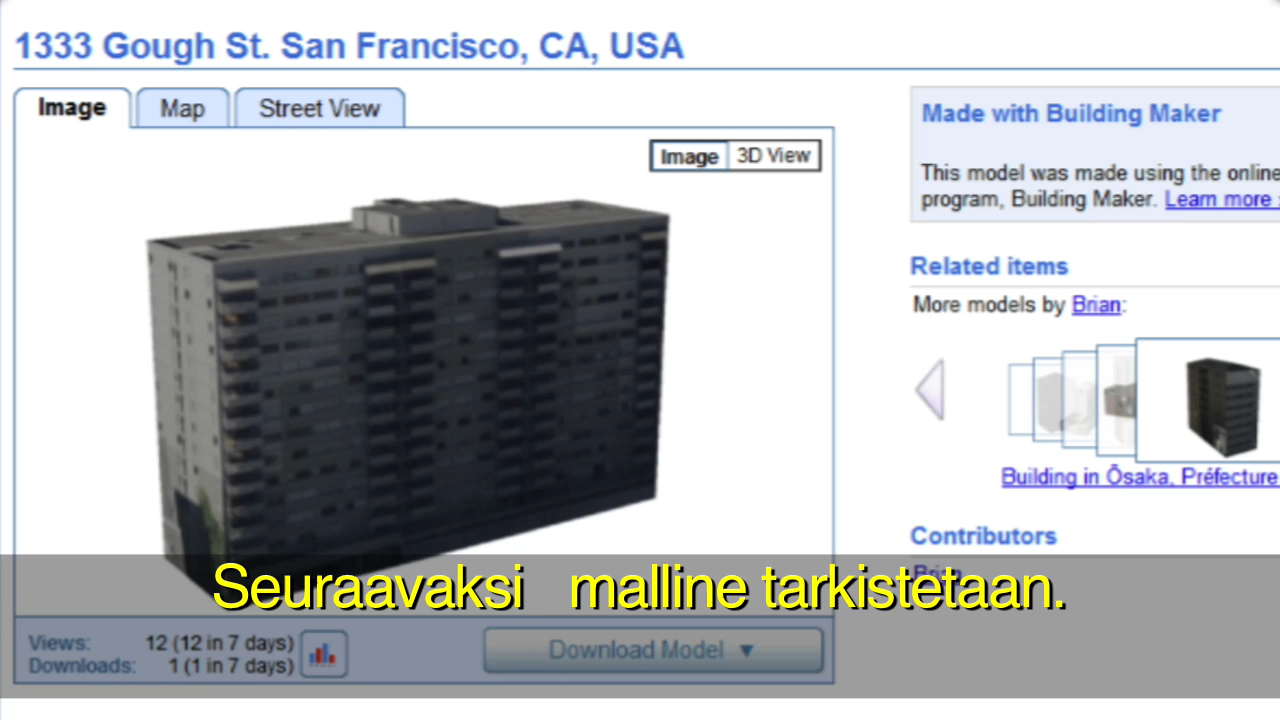 1333 Gough St. San Francisco, CA, USA
Image
Map
Street View
Image
3D View
Made with Building Maker
This model was made using the online
program, Building Maker. Learn more
Related items
More models by Brian:
Building in Ōsaka, Préfecture
Contributors
Brian
Seuraavaksi malline tarkistetaan.
Views: 12 (12 in 7 days)
Downloads: 1 (1 in 7 days)
Download Model ▼